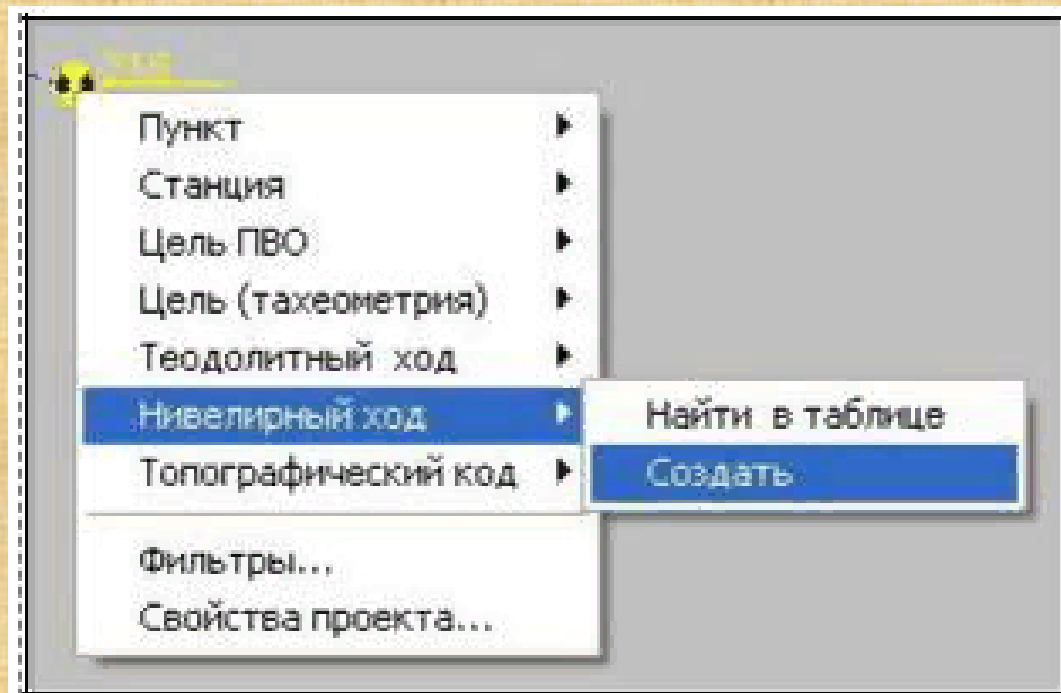 Пункт
Станция
Цель ПВО
Цель (тахеометрия)
Теодолитный ход
Нивелирный ход
Найти в таблице
Топографический код
Создать
Фильтры...
Свойства проекта...